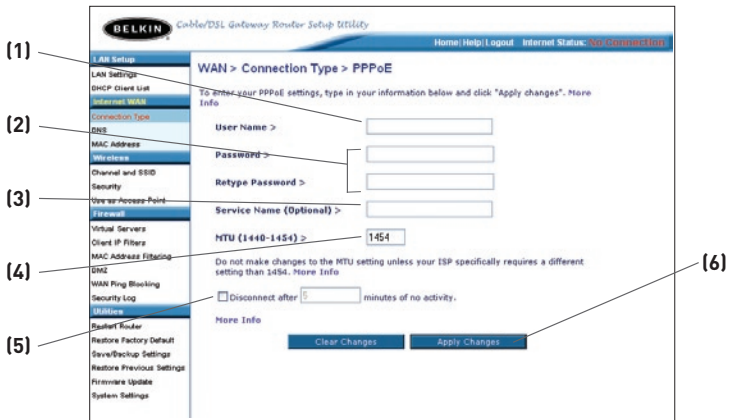 BELKIN Cable/DSL Gateway Router Setup Utility
Home|Help|Logout Internet Status: No Connection
LAN Setup
LAN Settings
DHCP Client List
Internet WAN
Connection Type
DNS
MAC Address
Wireless
Channel and SSID
Security
Use as Access Point
Firewall
Virtual Servers
Client IP Filters
MAC Address Filtering
DMZ
WAN Ping Blocking
Security Log
Utilities
Restart Router
Restore Factory Default
Save/Backup Settings
Restore Previous Settings
Firmware Update
System Settings
WAN > Connection Type > PPPoE
To enter your PPPoE settings, type in your information below and click "Apply changes". More
Info
(1)
User Name >
(2)
Password >
Retype Password >
(3)
Service Name (Optional) >
(4)
MTU (1440-1454) > 1454
Do not make changes to the MTU setting unless your ISP specifically requires a different
setting than 1454. More Info
(5)
Disconnect after 5 minutes of no activity.
More Info
(6)
Clear Changes Apply Changes